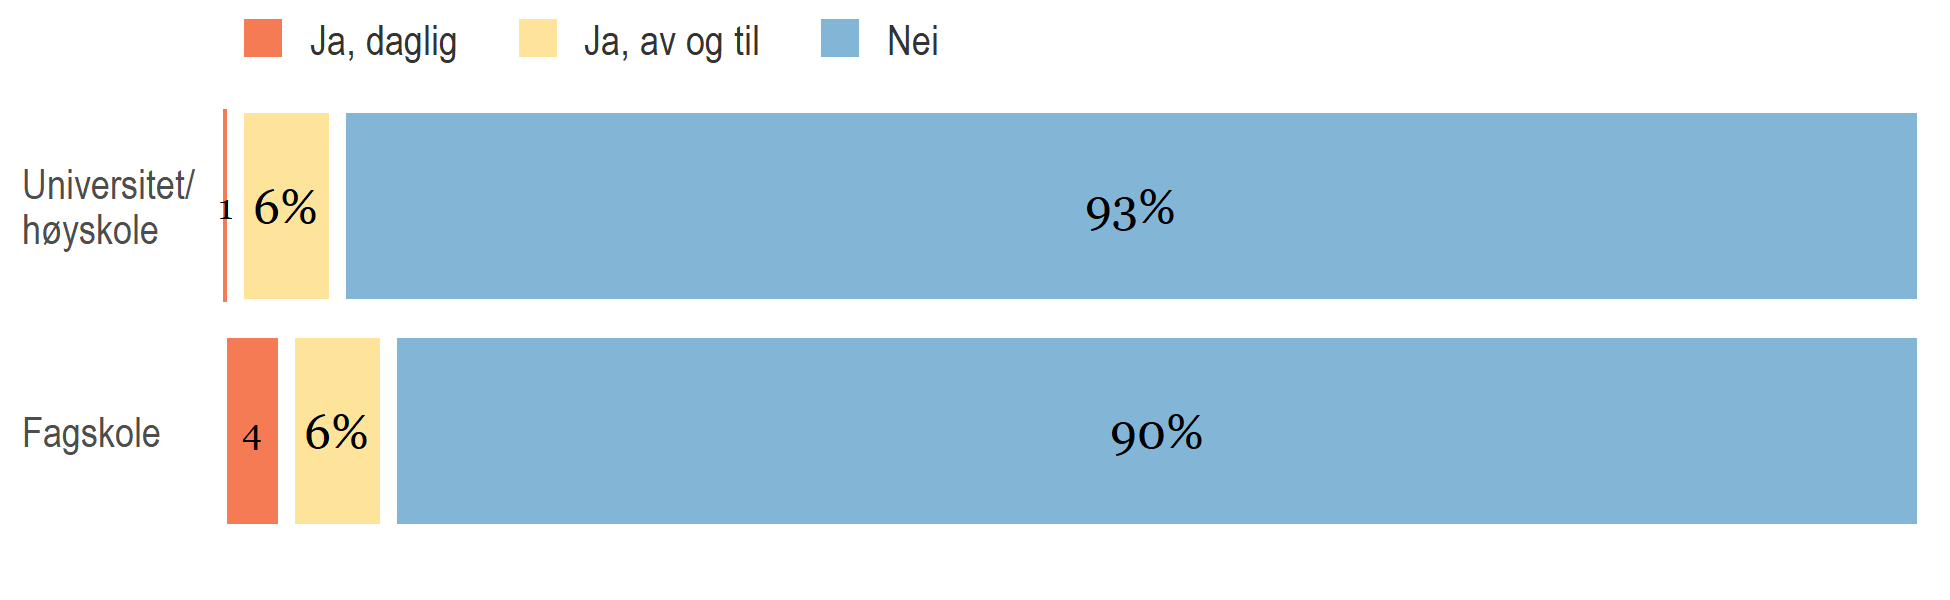 Ja, daglig Ja, av og til Nei
Universitet/
høyskole
1 6% 93%
Fagskole
4 6% 90%